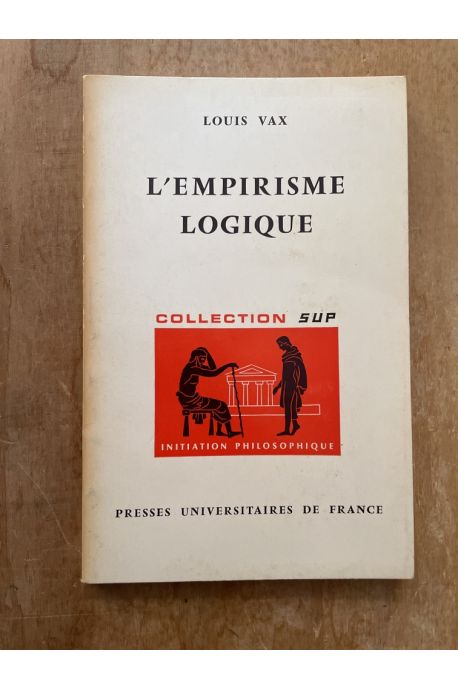 LOUIS VAX
L'EMPIRISME
LOGIQUE
COLLECTION SUP
INITIATION PHILOSOPHIQUE
PRESSES UNIVERSITAIRES DE FRANCE